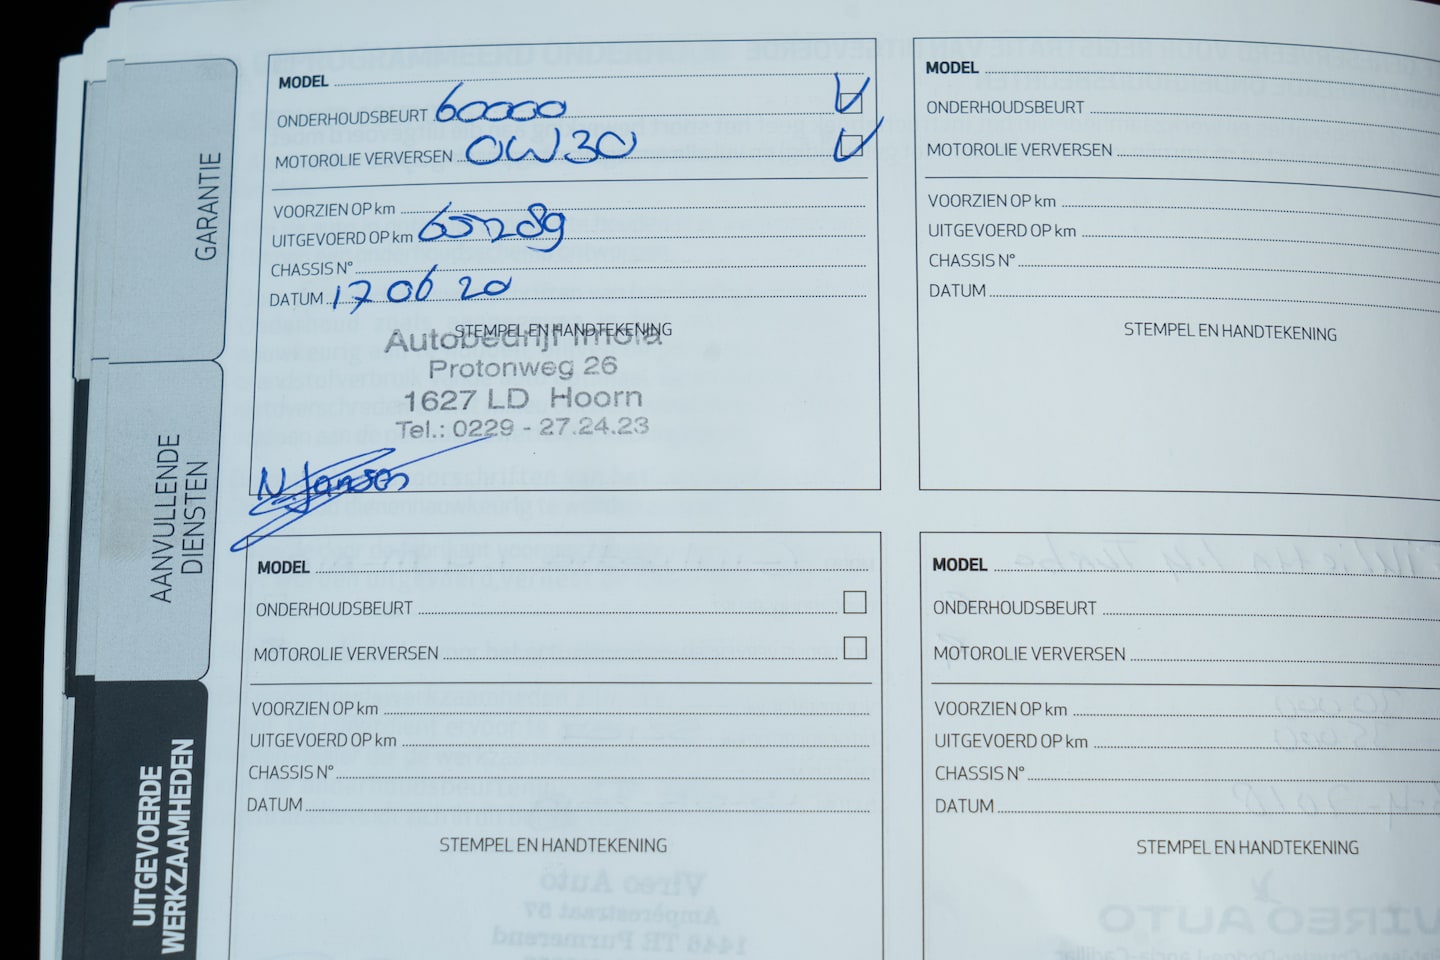 GARANTIE
AANVULLENDE
DIENSTEN
UITGEVOERDE
WERKZAAMHEDEN
MODEL
ONDERHOUDSBEURT 60000 V
MOTOROLIE VERVERSEN 0W30 V
VOORZIEN OP km
UITGEVOERD OP km 65289
CHASSIS N°
DATUM 17 06 20
STEMPEL EN HANDTEKENING
Autobedrijf Imola
Protonweg 26
1627 LD Hoorn
Tel.: 0229 - 27.24.23
N. Jansen
MODEL
ONDERHOUDSBEURT
MOTOROLIE VERVERSEN
VOORZIEN OP km
UITGEVOERD OP km
CHASSIS N°
DATUM
STEMPEL EN HANDTEKENING
MODEL
ONDERHOUDSBEURT
MOTOROLIE VERVERSEN
VOORZIEN OP km
UITGEVOERD OP km
CHASSIS N°
DATUM
STEMPEL EN HANDTEKENING
MODEL
ONDERHOUDSBEURT
MOTOROLIE VERVERSEN
VOORZIEN OP km
UITGEVOERD OP km
CHASSIS N°
DATUM
STEMPEL EN HANDTEKENING